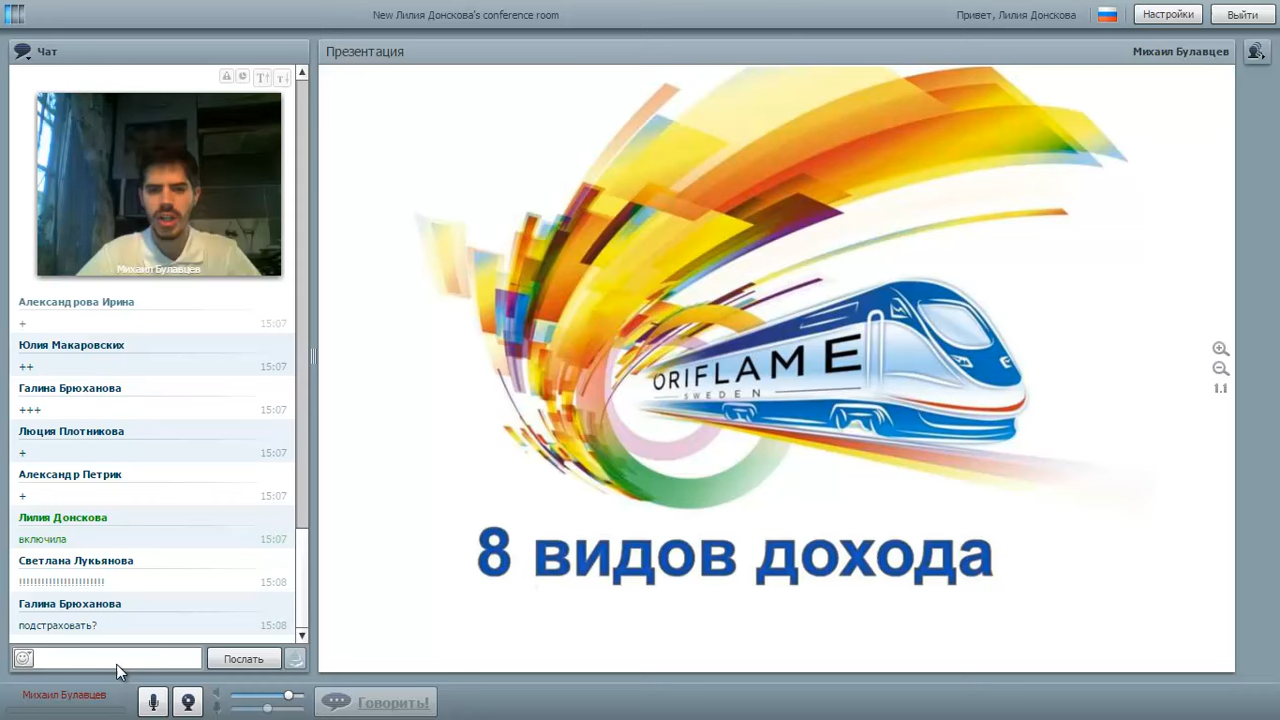 New Лилия Донскова's conference room
Привет, Лилия Донскова
Настройки
Выйти
Чат
Михаил Булавцев
Александрова Ирина
+
15:07
Юлия Макаровских
++
15:07
Галина Брюханова
+++
15:07
Люция Плотникова
+
15:07
Александр Петрик
+
15:07
Лилия Донскова
включила
15:07
Светлана Лукьянова
!!!!!!!!!!!!!!!!!!!!!!!
15:08
Галина Брюханова
подстраховать?
15:08
Послать
Михаил Булавцев
Презентация
Михаил Булавцев
ORIFLAME
SWEDEN
8 видов дохода
1.1
Говорить!